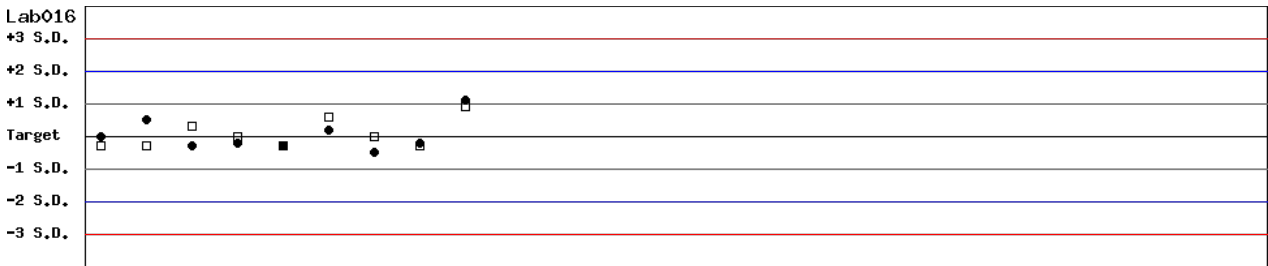 Lab016
+3 S.D.
+2 S.D.
+1 S.D.
Target
-1 S.D.
-2 S.D.
-3 S.D.